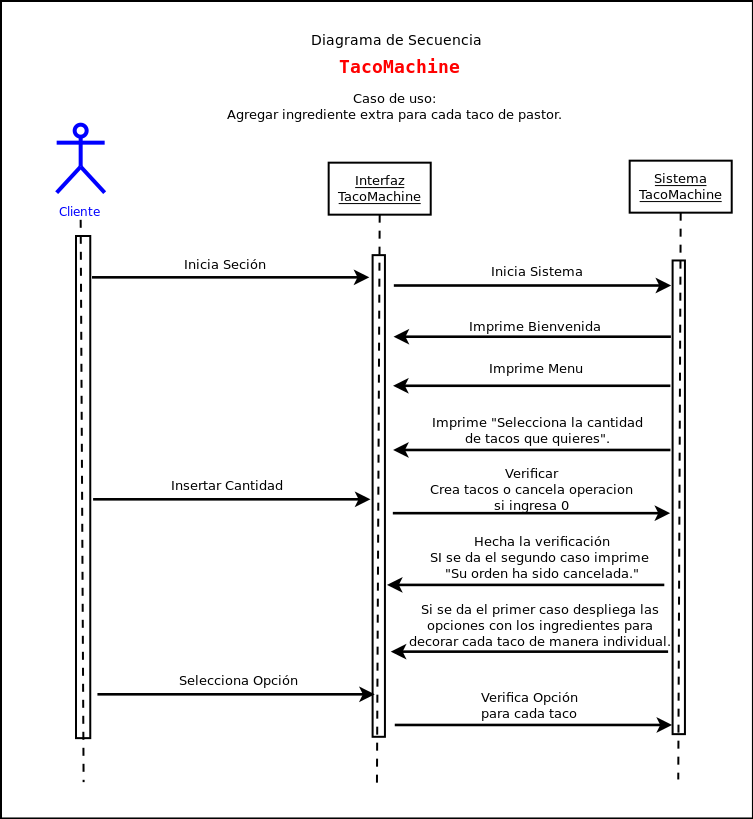 Diagrama de Secuencia
TacoMachine
Caso de uso:
Agregar ingrediente extra para cada taco de pastor.
Cliente
Interfaz
TacoMachine
Sistema
TacoMachine
Inicia Seción
Inicia Sistema
Imprime Bienvenida
Imprime Menu
Imprime "Selecciona la cantidad
de tacos que quieres".
Insertar Cantidad
Verificar
Crea tacos o cancela operacion
si ingresa 0
Hecha la verificación
SI se da el segundo caso imprime
"Su orden ha sido cancelada."
Si se da el primer caso despliega las
opciones con los ingredientes para
decorar cada taco de manera individual.
Selecciona Opción
Verifica Opción
para cada taco